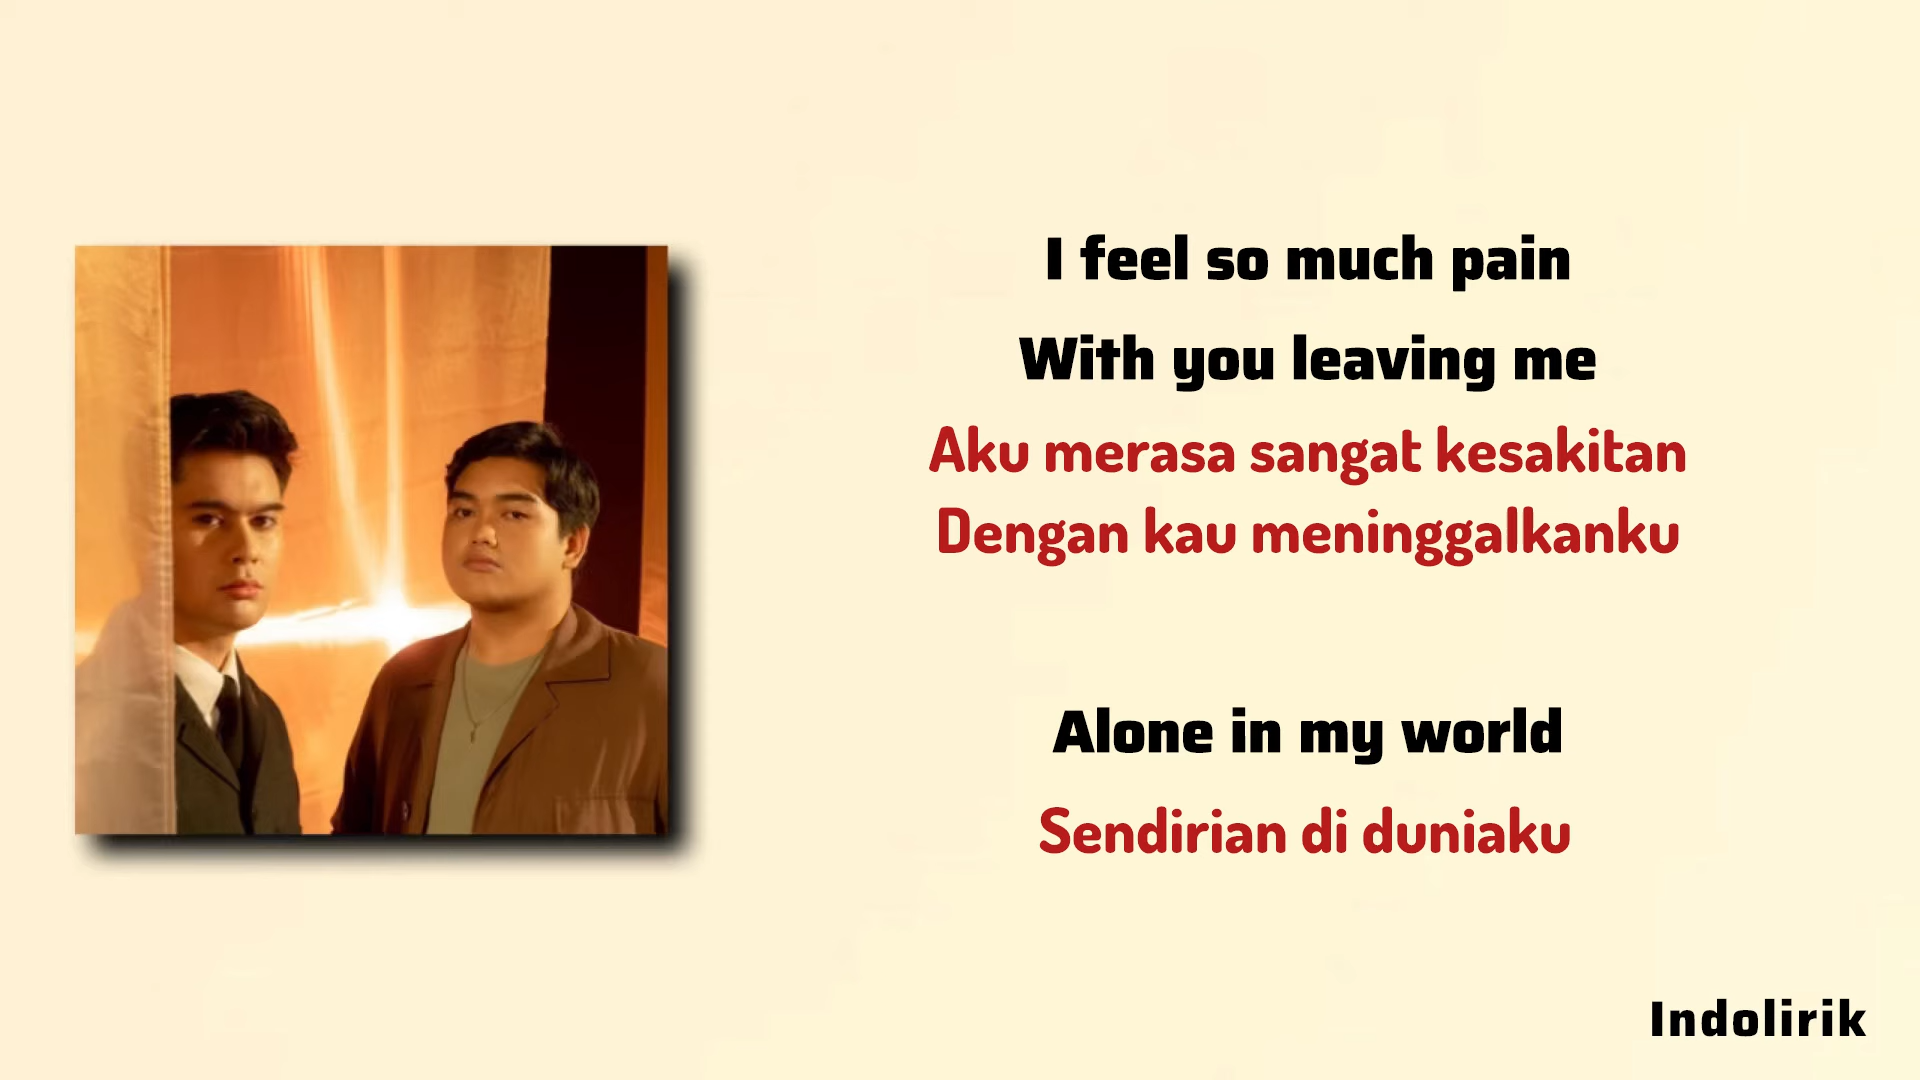 I feel so much pain
With you leaving me
Aku merasa sangat kesakitan
Dengan kau meninggalkanku
Alone in my world
Sendirian di duniaku
Indolirik